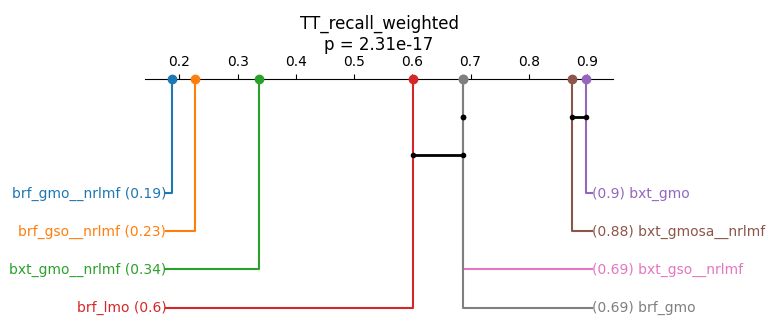 TT_recall_weighted
p = 2.31e-17
0.2 0.3 0.4 0.5 0.6 0.7 0.8 0.9
brf_gmo__nrlmf (0.19) (0.9) bxt_gmo
brf_gso__nrlmf (0.23) (0.88) bxt_gmosa__nrlmf
bxt_gmo__nrlmf (0.34) (0.69) bxt_gso__nrlmf
brf_lmo (0.6) (0.69) brf_gmo